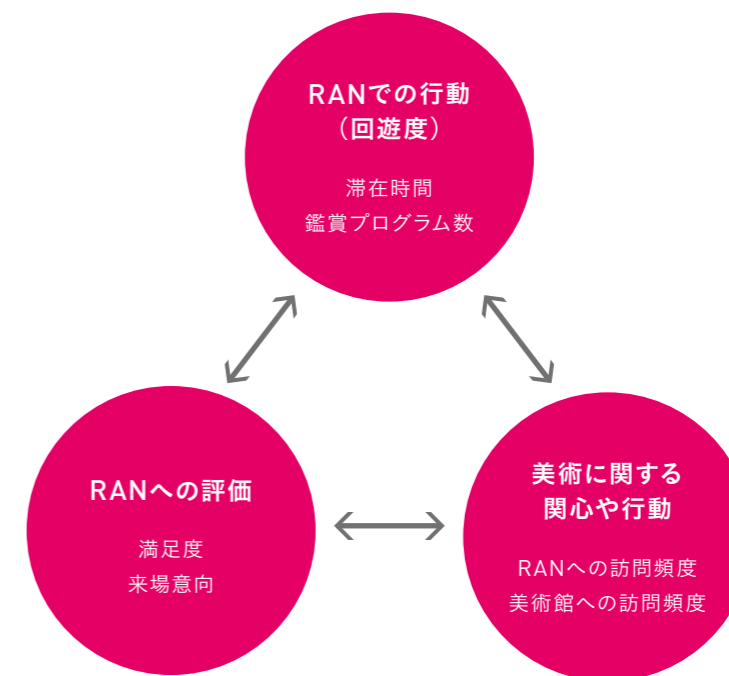 RANでの行動
（回遊度）
滞在時間
鑑賞プログラム数
RANへの評価
満足度
来場意向
美術に関する
関心や行動
RANへの訪問頻度
美術館への訪問頻度